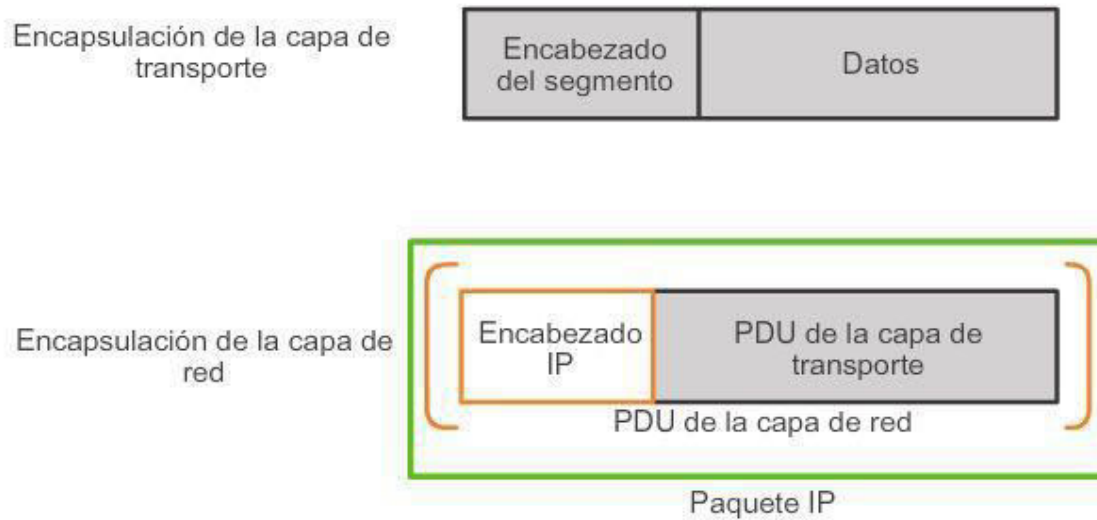 Encapsulación de la capa de
transporte
Encabezado
del segmento
Datos
Encapsulación de la capa de
red
Encabezado
IP
PDU de la capa de
transporte
PDU de la capa de red
Paquete IP